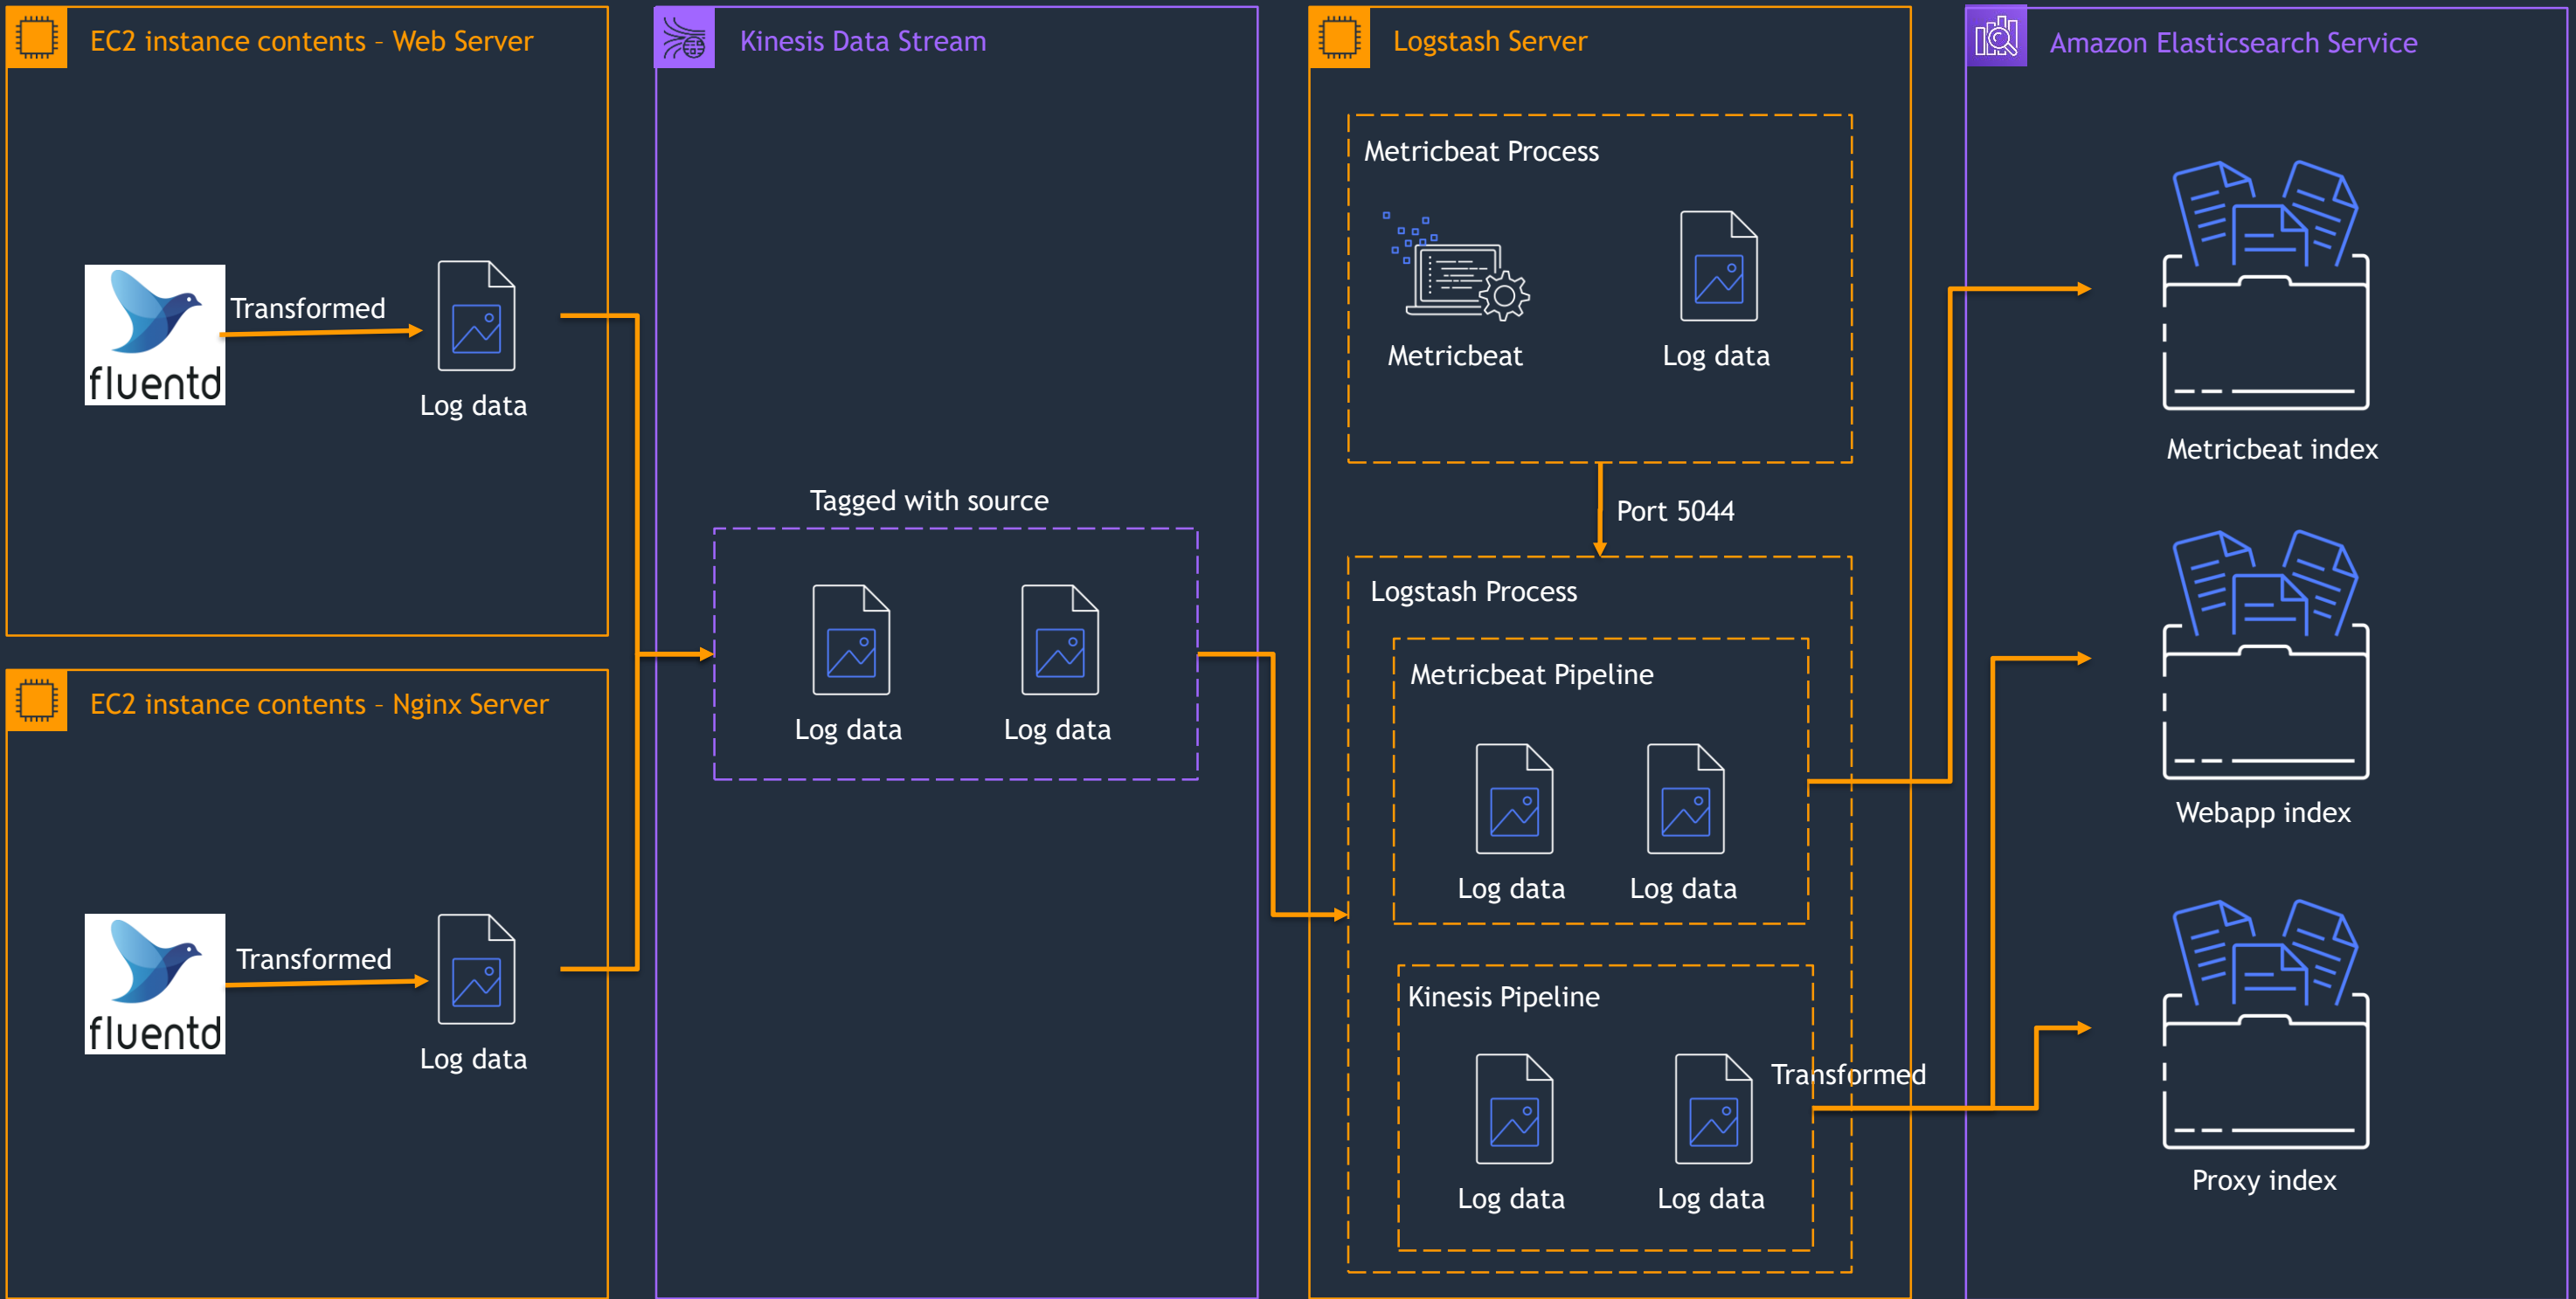 EC2 instance contents – Web Server
fluentd
Transformed
Log data
EC2 instance contents – Nginx Server
fluentd
Transformed
Log data
Kinesis Data Stream
Tagged with source
Log data
Log data
Logstash Server
Metricbeat Process
Metricbeat
Log data
Port 5044
Logstash Process
Metricbeat Pipeline
Log data
Log data
Kinesis Pipeline
Log data
Log data
Transformed
Amazon Elasticsearch Service
Metricbeat index
Webapp index
Proxy index